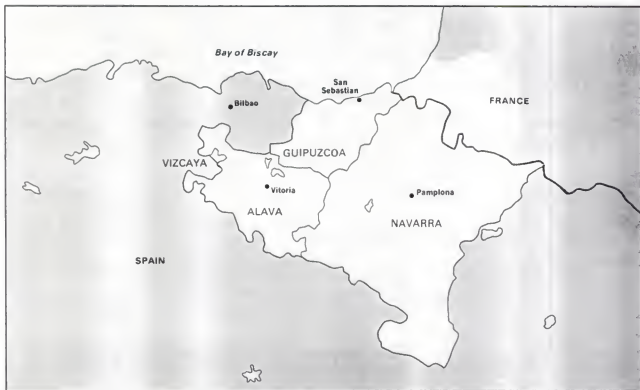 Bay of Biscay
San
Sebastian
Bilbao
FRANCE
GUIPUZCOA
VIZCAYA
Vitoria
Pamplona
ALAVA
NAVARRA
SPAIN